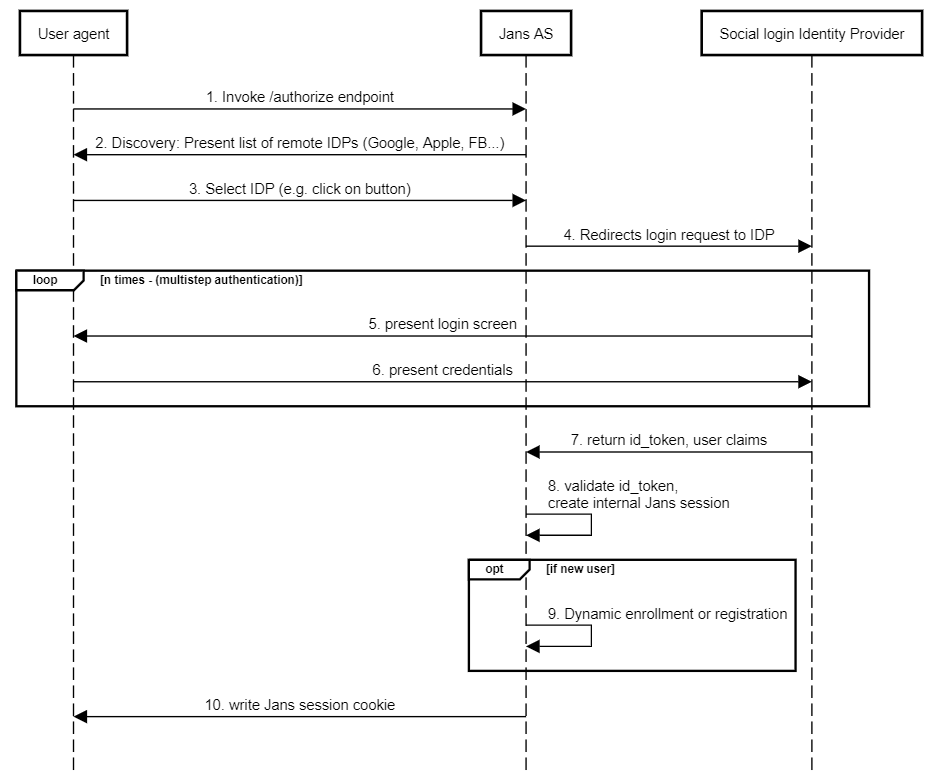 User agent
Jans AS
Social login Identity Provider
1. Invoke /authorize endpoint
2. Discovery: Present list of remote IDPs (Google, Apple, FB...)
3. Select IDP (e.g. click on button)
4. Redirects login request to IDP
loop
[n times - (multistep authentication)]
5. present login screen
6. present credentials
7. return id_token, user claims
8. validate id_token,
create internal Jans session
opt
[if new user]
9. Dynamic enrollment or registration
10. write Jans session cookie